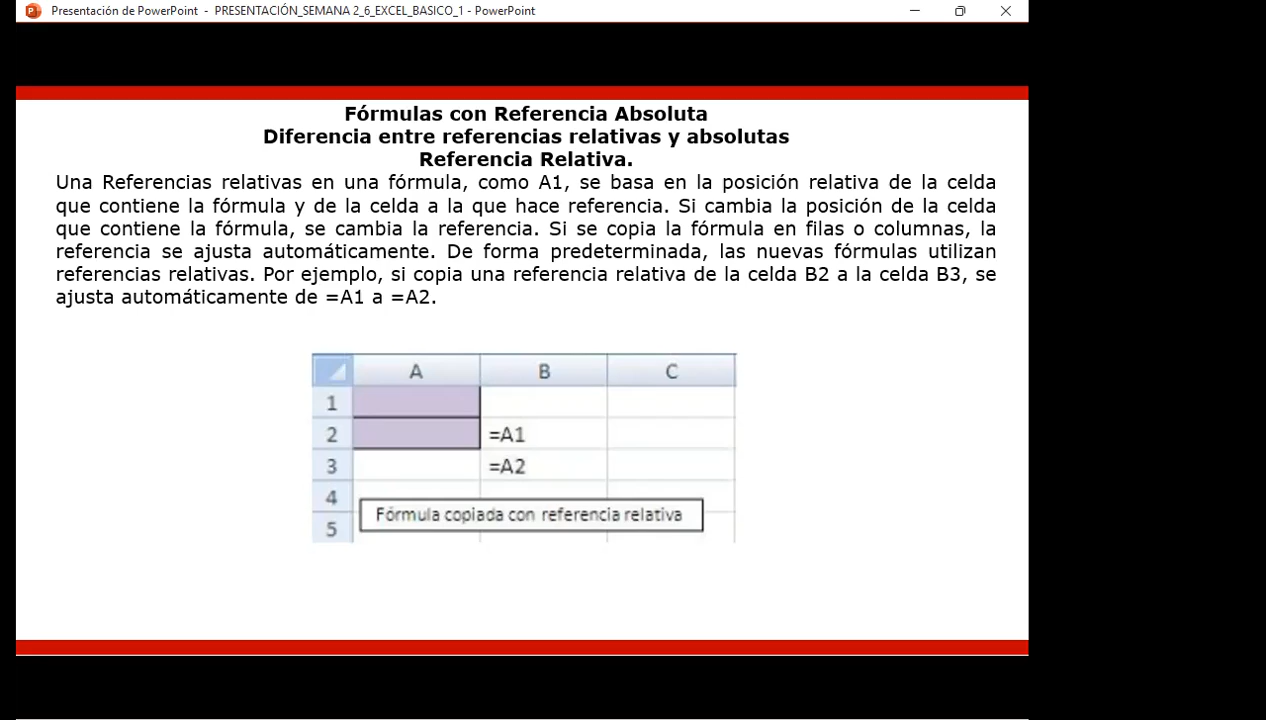 Presentación de PowerPoint - PRESENTACIÓN_SEMANA 2_6_EXCEL_BASICO_1 - PowerPoint
Fórmulas con Referencia Absoluta
Diferencia entre referencias relativas y absolutas
Referencia Relativa.
Una Referencias relativas en una fórmula, como A1, se basa en la posición relativa de la celda
que contiene la fórmula y de la celda a la que hace referencia. Si cambia la posición de la celda
que contiene la fórmula, se cambia la referencia. Si se copia la fórmula en filas o columnas, la
referencia se ajusta automáticamente. De forma predeterminada, las nuevas fórmulas utilizan
referencias relativas. Por ejemplo, si copia una referencia relativa de la celda B2 a la celda B3, se
ajusta automáticamente de =A1 a =A2.
A B C
1
2 =A1
3 =A2
4
Fórmula copiada con referencia relativa
5